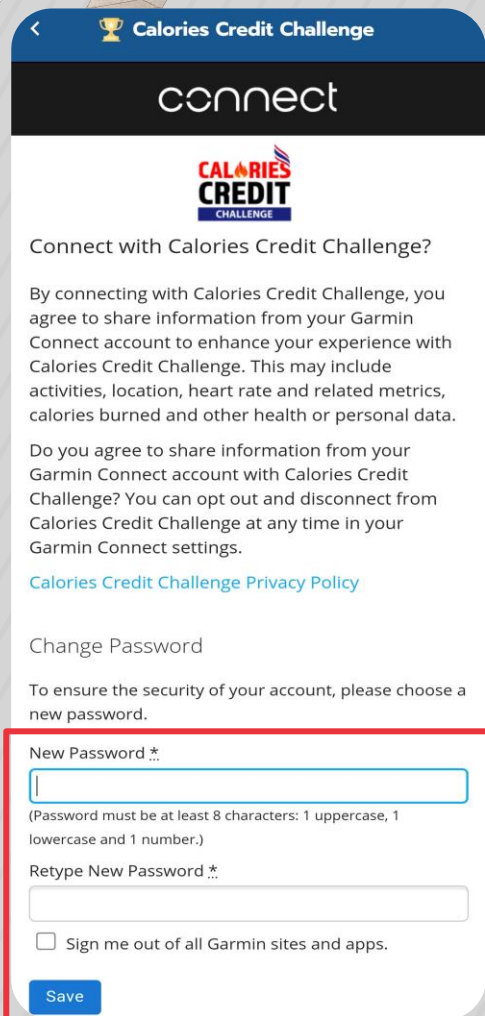 Calories Credit Challenge
connect
CALORIES
CREDIT
CHALLENGE
Connect with Calories Credit Challenge?
By connecting with Calories Credit Challenge, you
agree to share information from your Garmin
Connect account to enhance your experience with
Calories Credit Challenge. This may include
activities, location, heart rate and related metrics,
calories burned and other health or personal data.
Do you agree to share information from your
Garmin Connect account with Calories Credit
Challenge? You can opt out and disconnect from
Calories Credit Challenge at any time in your
Garmin Connect settings.
Calories Credit Challenge Privacy Policy
Change Password
To ensure the security of your account, please choose a
new password.
New Password *
(Password must be at least 8 characters: 1 uppercase, 1
lowercase and 1 number.)
Retype New Password *
Sign me out of all Garmin sites and apps.
Save